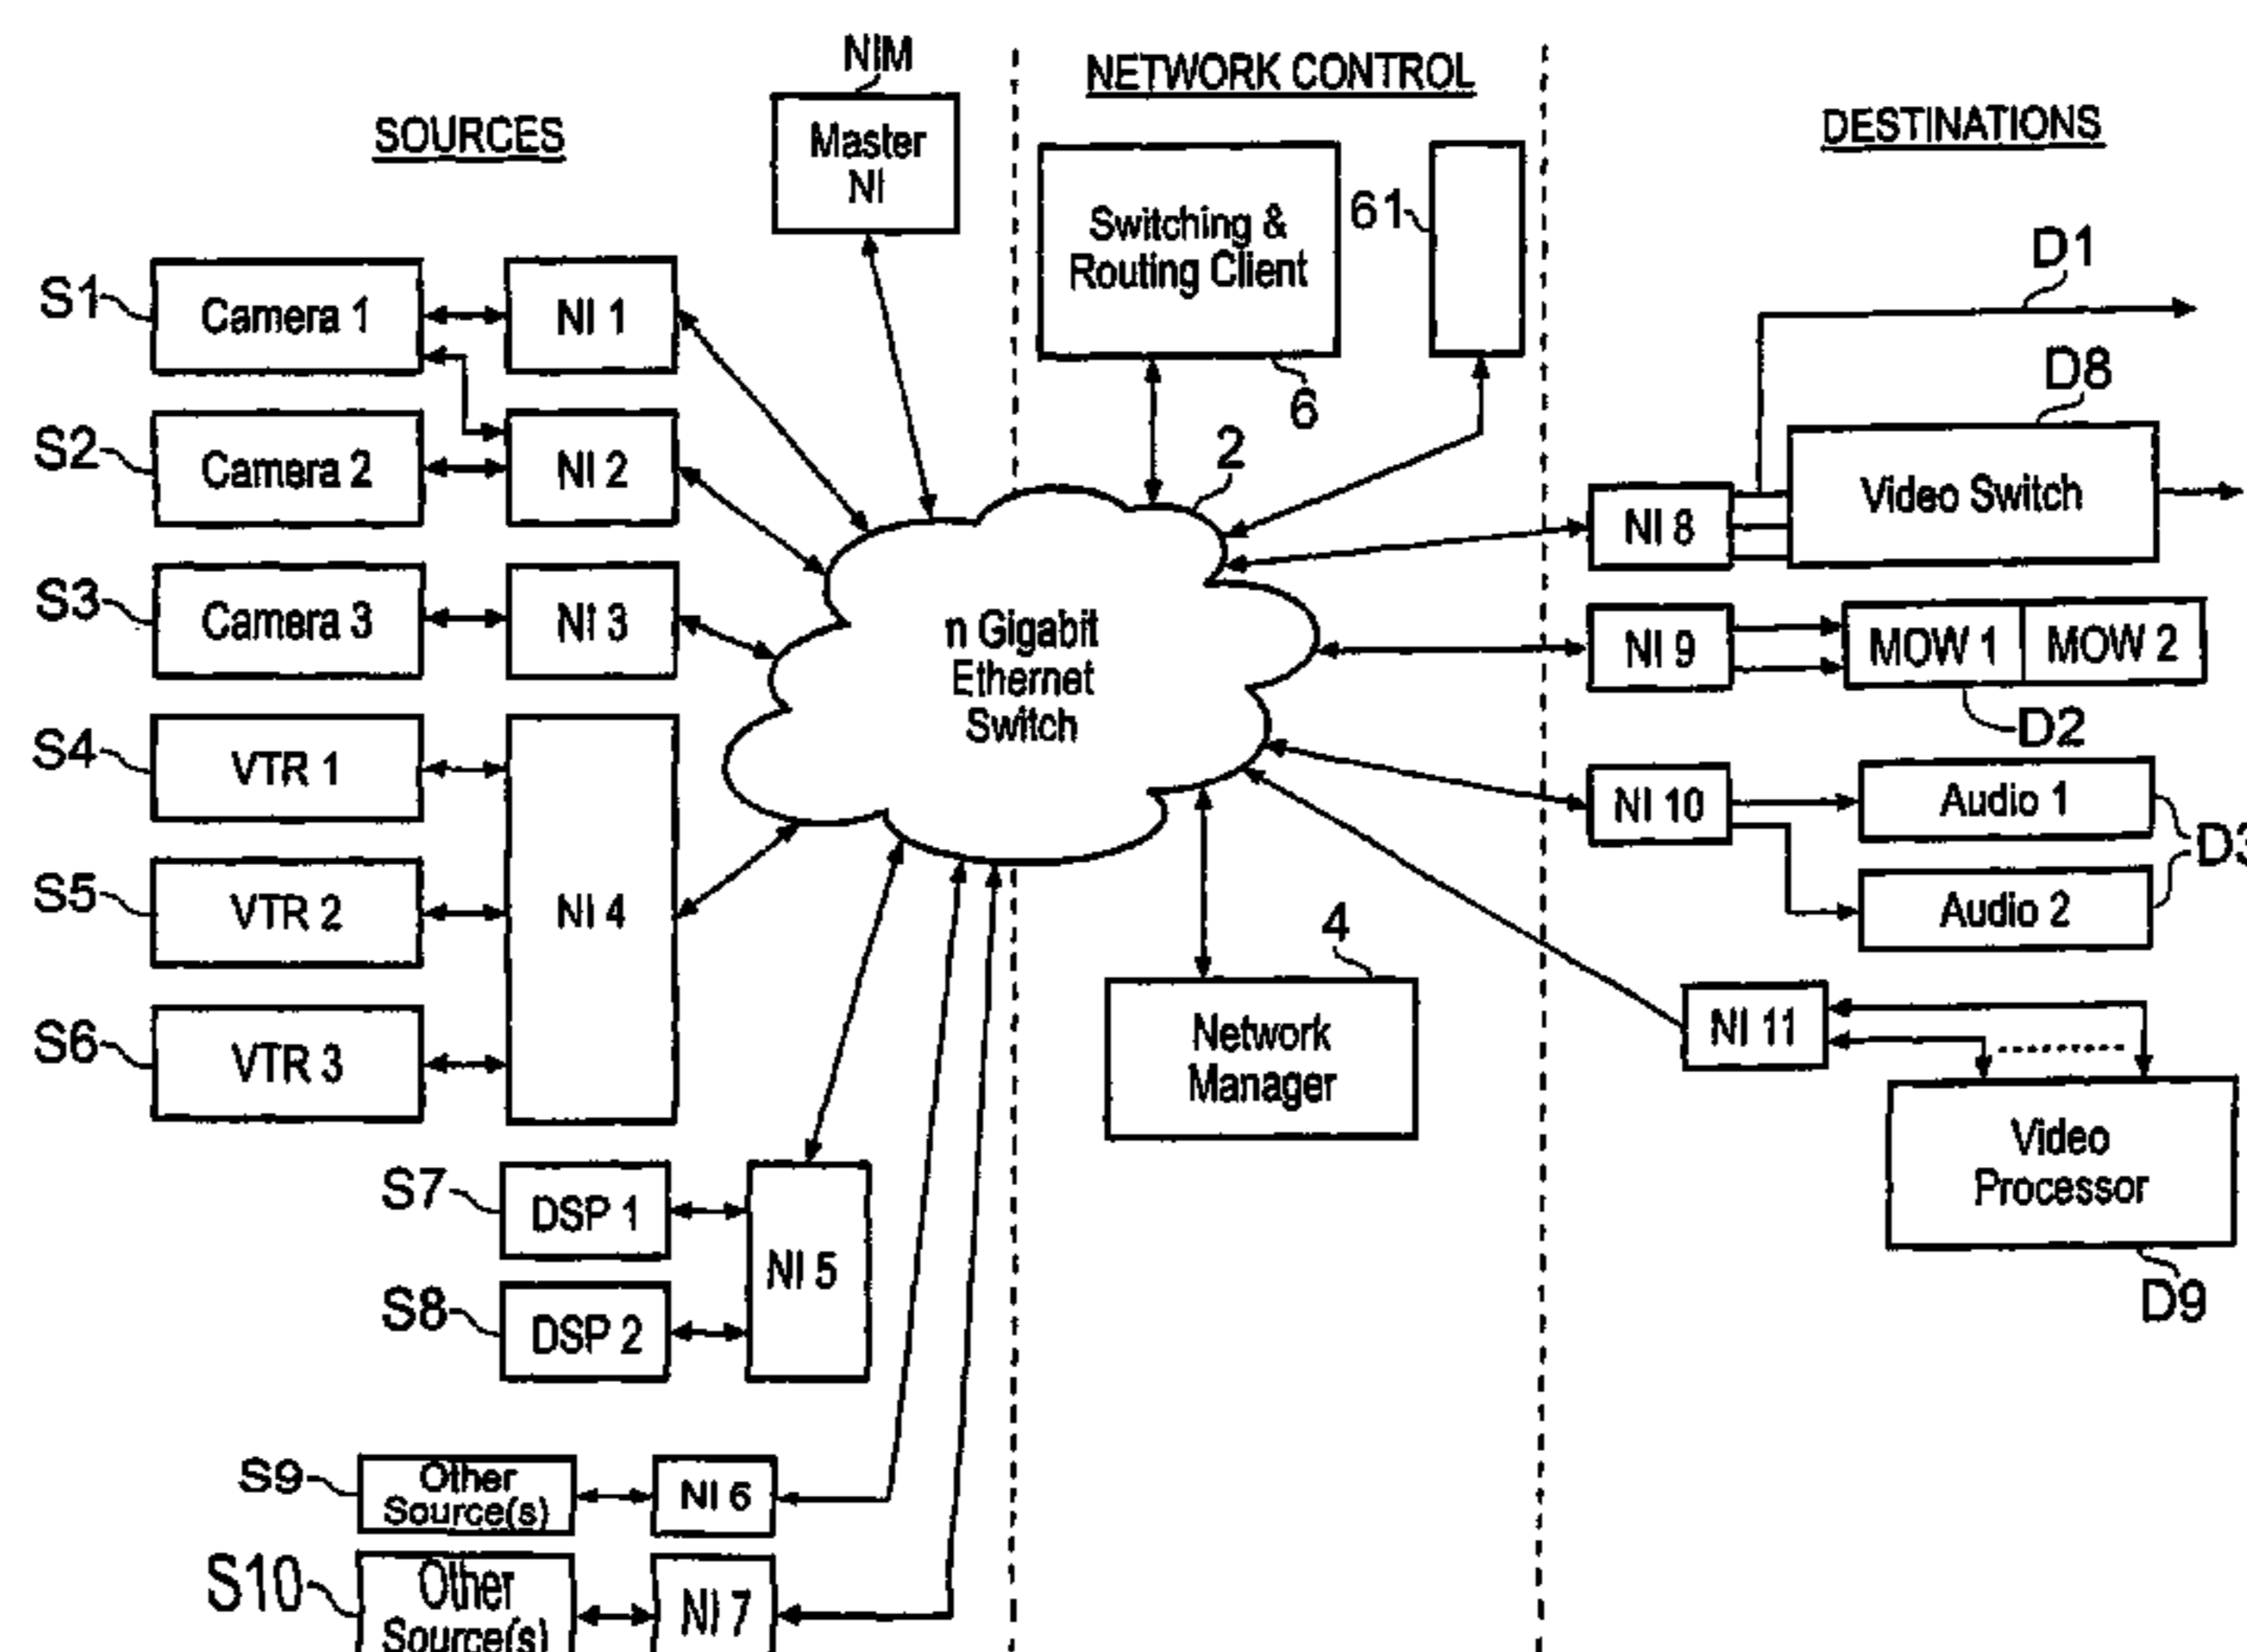 NIM
NETWORK CONTROL
SOURCES
DESTINATIONS
Master
NI
Switching &
Routing Client
61
6
2
S1
Camera 1
NI 1
S2
Camera 2
NI 2
S3
Camera 3
NI 3
S4
VTR 1
S5
VTR 2
NI 4
S6
VTR 3
n Gigabit
Ethernet
Switch
D1
D8
NI 8
Video Switch
NI 9
MOW 1
MOW 2
D2
NI 10
Audio 1
Audio 2
D3
4
Network
Manager
NI 11
Video
Processor
D9
S7
DSP 1
NI 5
S8
DSP 2
S9
Other
Source(s)
NI 6
S10
Other
Source(s)
NI 7